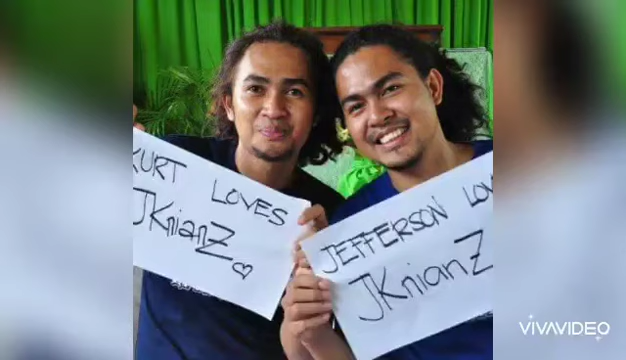 KURT LOVES
JKnianZ ♡
JEFFERSON LOV
JKnianZ
VIVAVIDEO